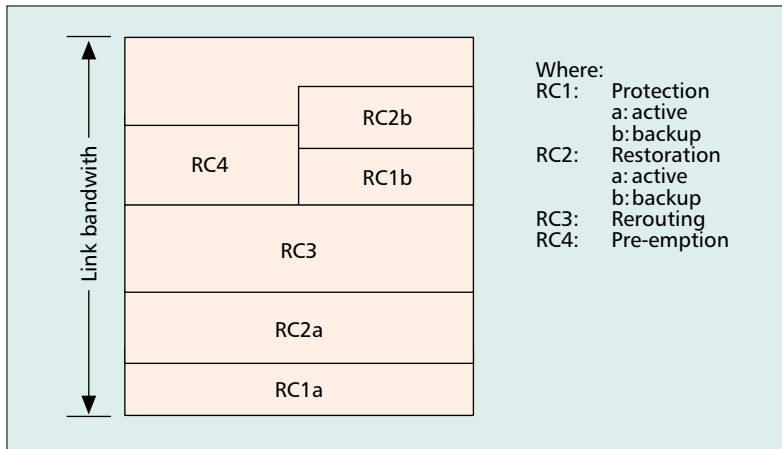 Link bandwith
RC2b
RC4
RC1b
RC3
RC2a
RC1a
Where:
RC1: Protection
a: active
b: backup
RC2: Restoration
a: active
b: backup
RC3: Rerouting
RC4: Pre-emption